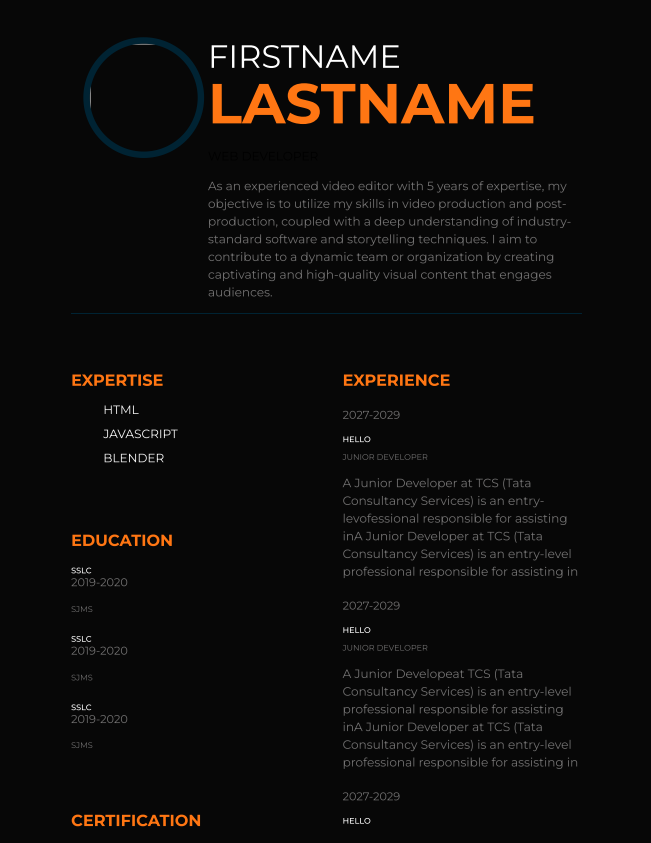 FIRSTNAME
LASTNAME
WEB DEVELOPER
As an experienced video editor with 5 years of expertise, my
objective is to utilize my skills in video production and post-
production, coupled with a deep understanding of industry-
standard software and storytelling techniques. I aim to
contribute to a dynamic team or organization by creating
captivating and high-quality visual content that engages
audiences.
EXPERTISE
HTML
JAVASCRIPT
BLENDER
EDUCATION
SSLC
2019-2020
SJMS
SSLC
2019-2020
SJMS
SSLC
2019-2020
SJMS
CERTIFICATION
EXPERIENCE
2027-2029
HELLO
JUNIOR DEVELOPER
A Junior Developer at TCS (Tata
Consultancy Services) is an entry-
levofessional responsible for assisting
inA Junior Developer at TCS (Tata
Consultancy Services) is an entry-level
professional responsible for assisting in
2027-2029
HELLO
JUNIOR DEVELOPER
A Junior Developeat TCS (Tata
Consultancy Services) is an entry-level
professional responsible for assisting
inA Junior Developer at TCS (Tata
Consultancy Services) is an entry-level
professional responsible for assisting in
2027-2029
HELLO